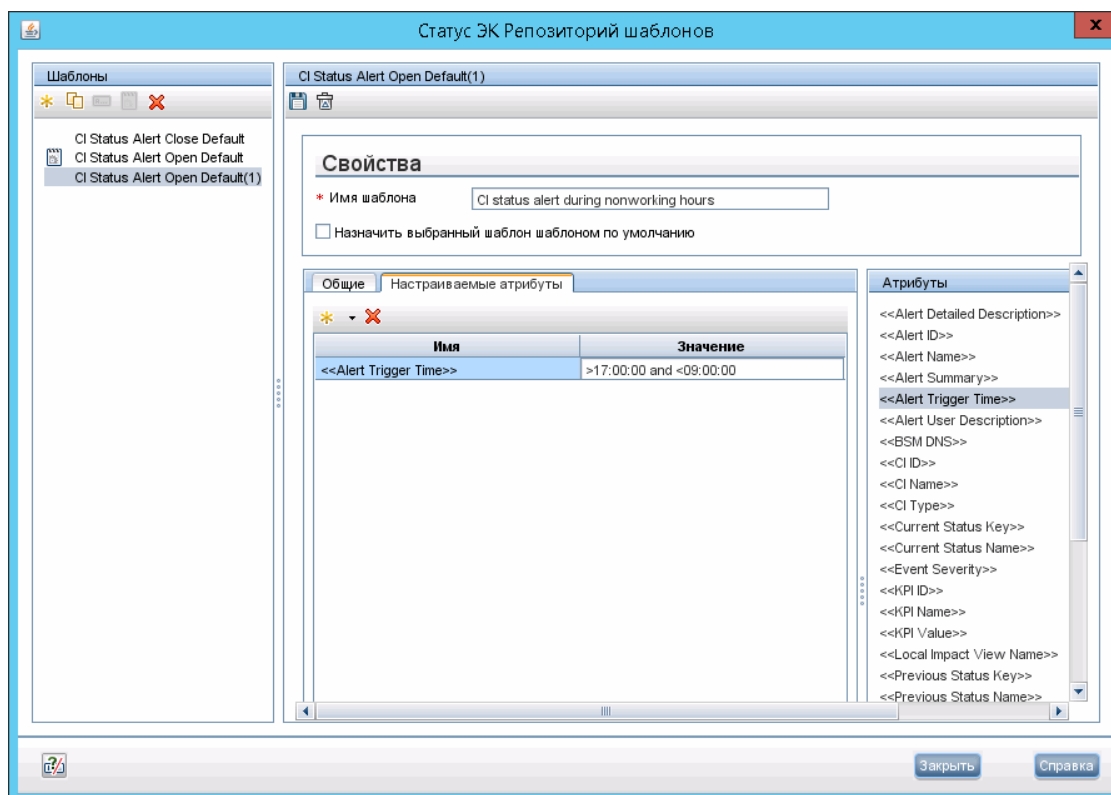 Статус ЭК Репозиторий шаблонов
x
Шаблоны
CI Status Alert Close Default
CI Status Alert Open Default
CI Status Alert Open Default(1)
CI Status Alert Open Default(1)
Свойства
* Имя шаблона
CI status alert during nonworking hours
Назначить выбранный шаблон шаблоном по умолчанию
Общие
Настраиваемые атрибуты
Имя
Значение
<<Alert Trigger Time>>
>17:00:00 and <09:00:00
Атрибуты
<<Alert Detailed Description>>
<<Alert ID>>
<<Alert Name>>
<<Alert Summary>>
<<Alert Trigger Time>>
<<Alert User Description>>
<<BSM DNS>>
<<CI ID>>
<<CI Name>>
<<CI Type>>
<<Current Status Key>>
<<Current Status Name>>
<<Event Severity>>
<<KPI ID>>
<<KPI Name>>
<<KPI Value>>
<<Local Impact View Name>>
<<Previous Status Key>>
<<Previous Status Name>>
Закрыть
Справка